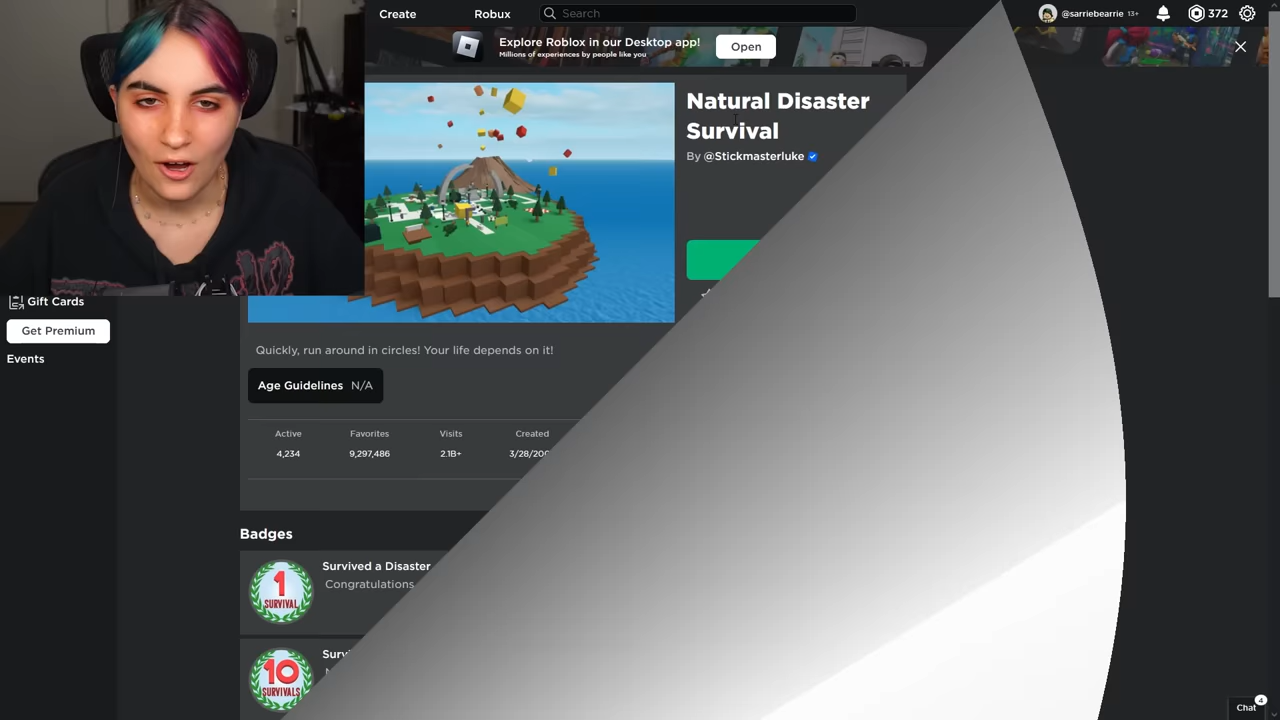 Create
Robux
Search
@sarriebearrie 13+
372
Explore Roblox in our Desktop app!
Millions of experiences by people like you
Open
Natural Disaster
Survival
By @Stickmasterluke
Gift Cards
Get Premium
Events
Quickly, run around in circles! Your life depends on it!
Age Guidelines N/A
Active Favorites Visits Created
4,234 9,297,486 2.1B+
Badges
Survived a Disaster
Congratulations
1
SURVIVAL
10
SURVIVALS
Chat
4